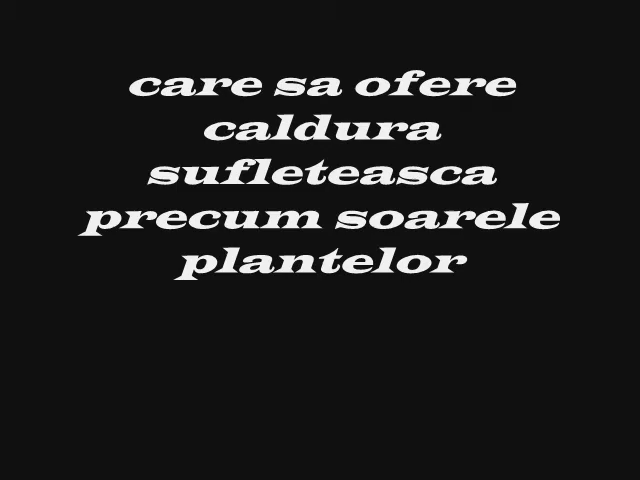 care sa ofere
caldura
sufleteasca
precum soarele
plantelor